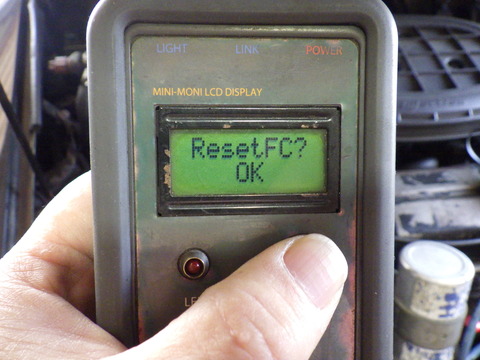 LIGHT LINK POWER
MINI-MONI LCD DISPLAY
ResetFC?
OK